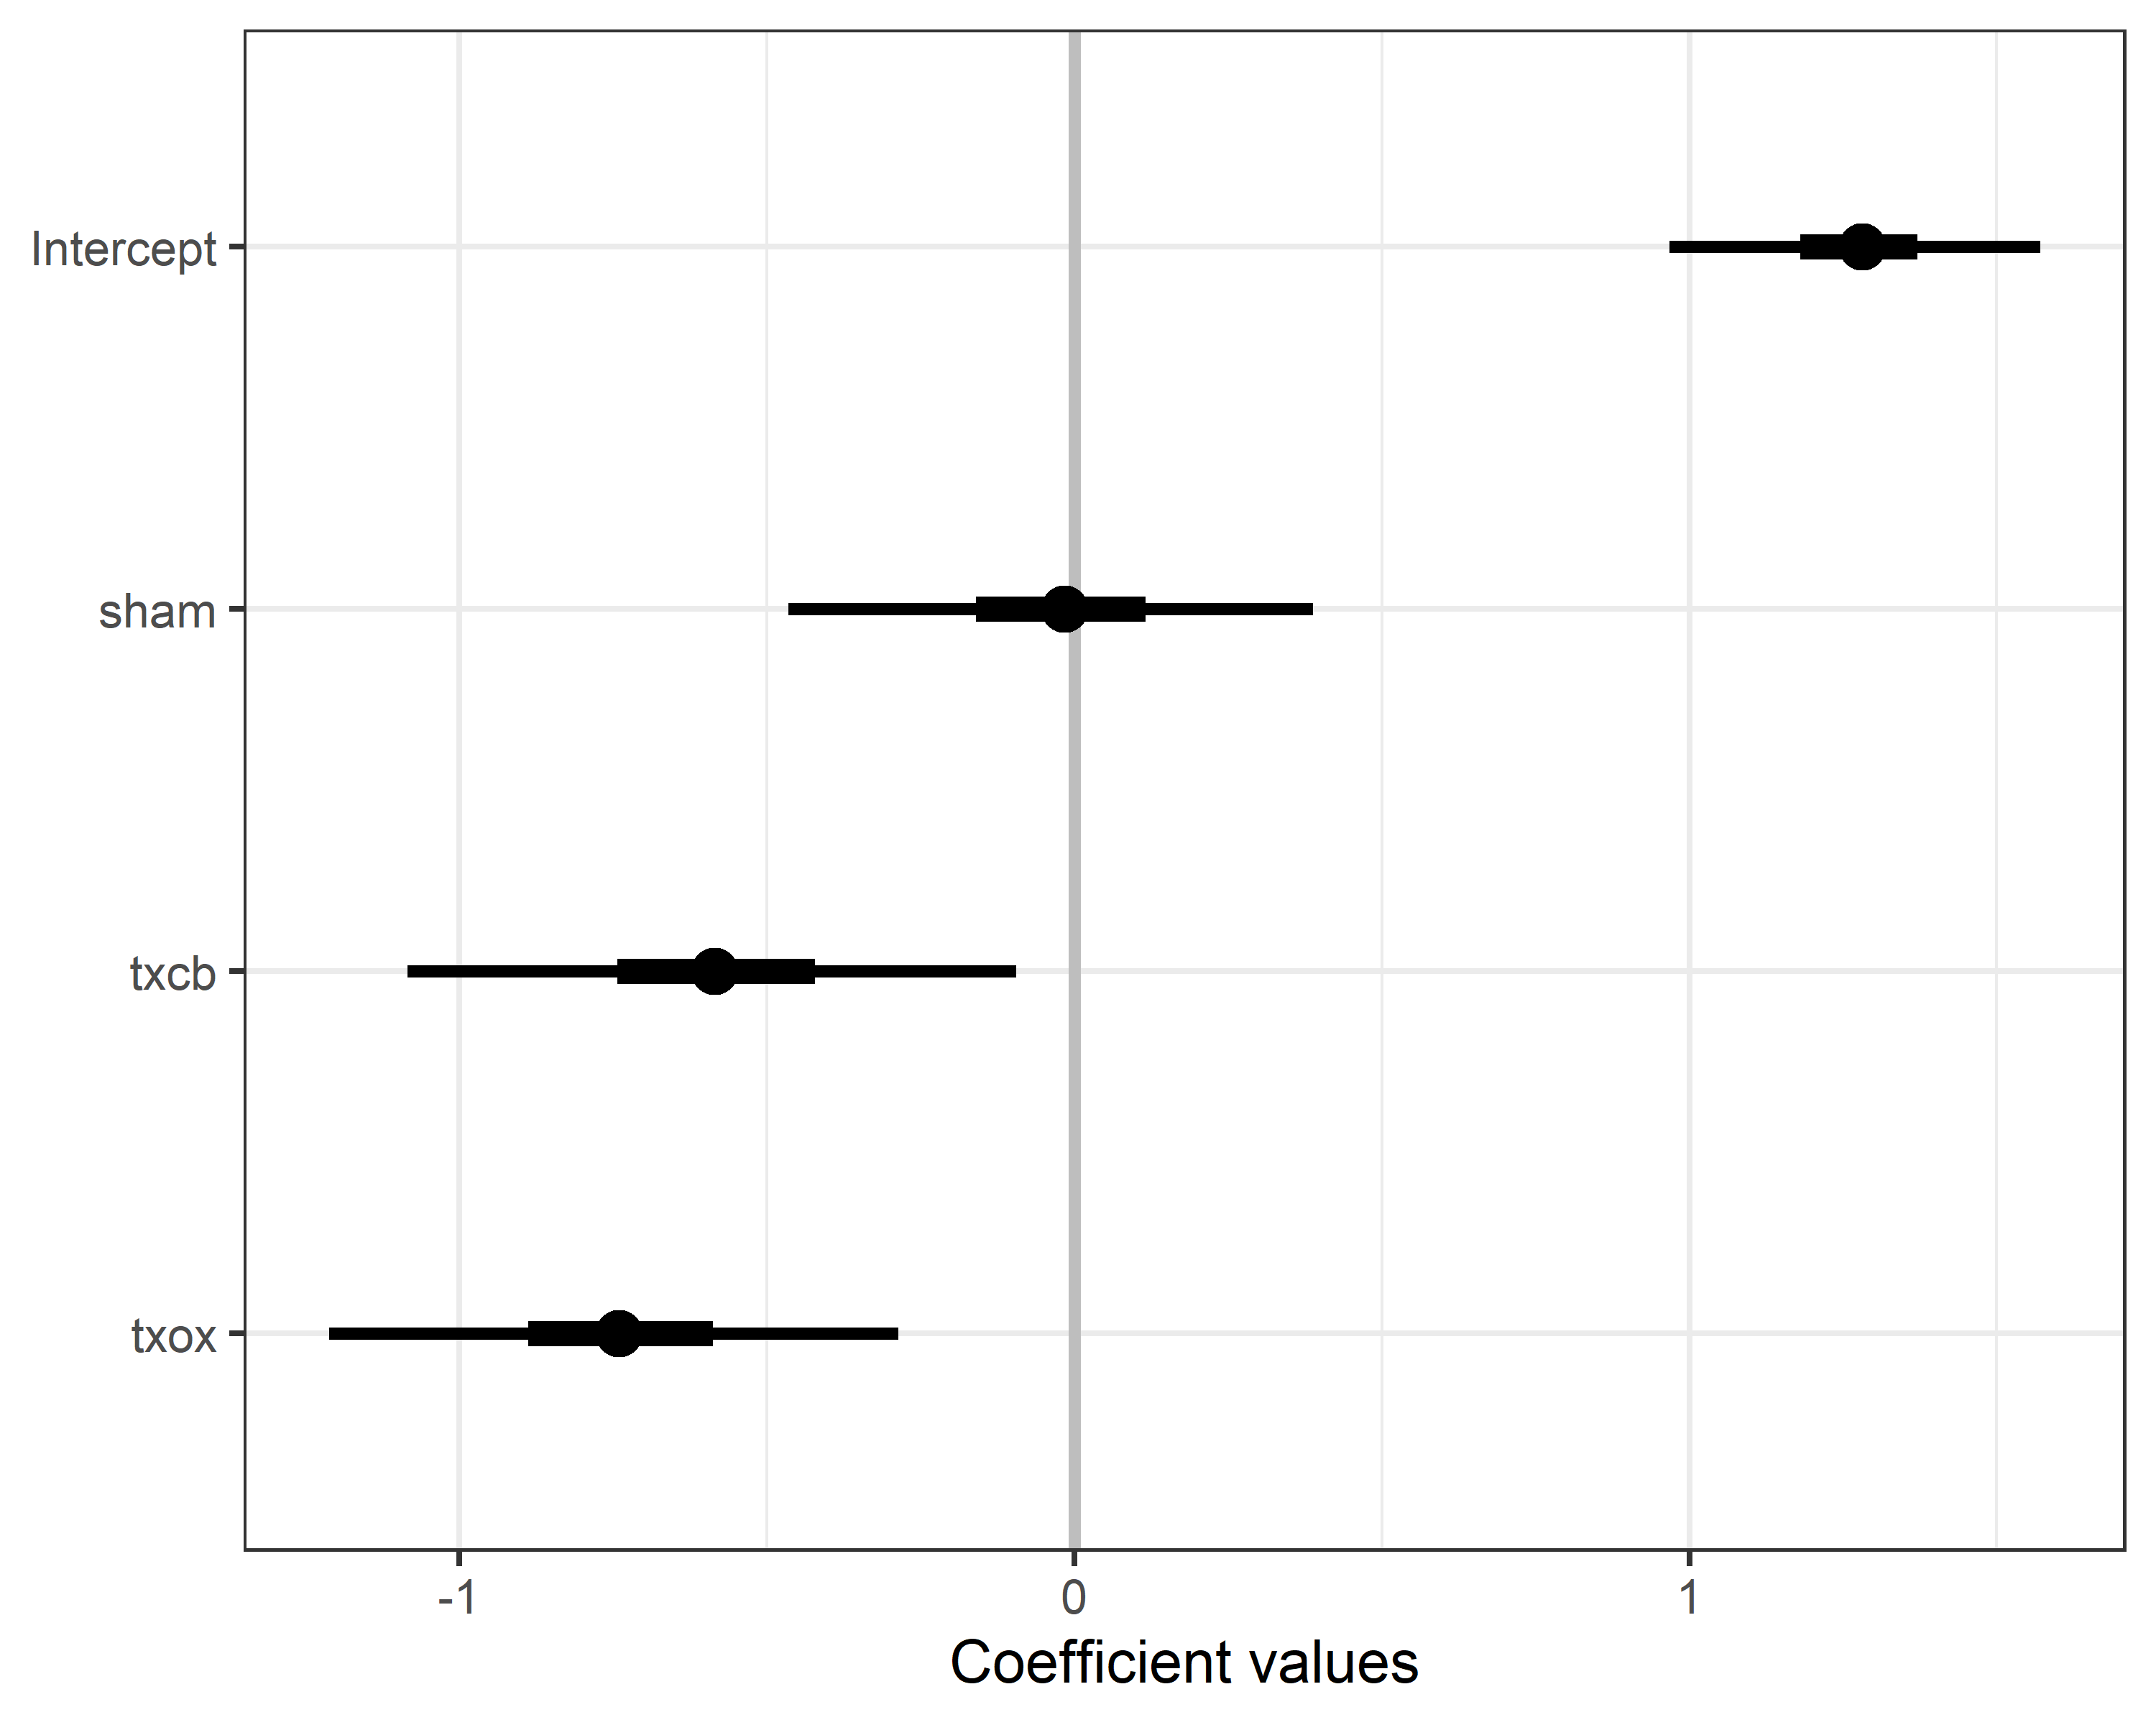 Intercept
sham
txcb
txox
-1 0 1
Coefficient values